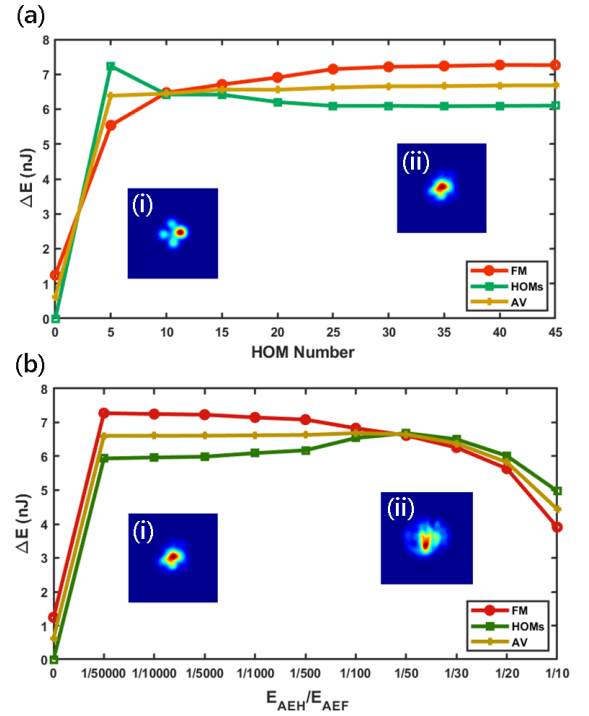 (a)
8
7
6
5
4
3
2
1
0
ΔE (nJ)
(i)
(ii)
FM
HOMs
AV
0 5 10 15 20 25 30 35 40 45
HOM Number
(b)
8
7
6
5
4
3
2
1
0
ΔE (nJ)
(i)
(ii)
FM
HOMs
AV
0 1/50000 1/10000 1/5000 1/1000 1/500 1/100 1/50 1/30 1/20 1/10
E_AEH/E_AEF